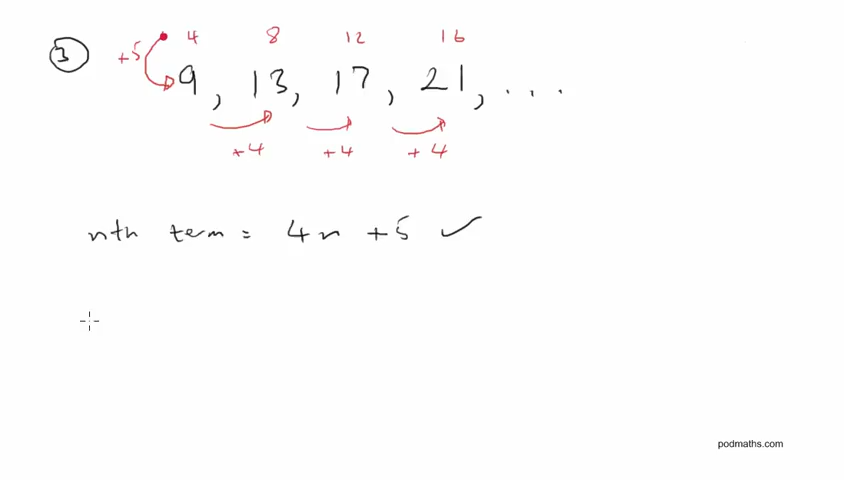 4 8 12 16
3 +5 9, 13, 17, 21, ...
+4 +4 +4
nth term = 4n +5 ✓
podmaths.com